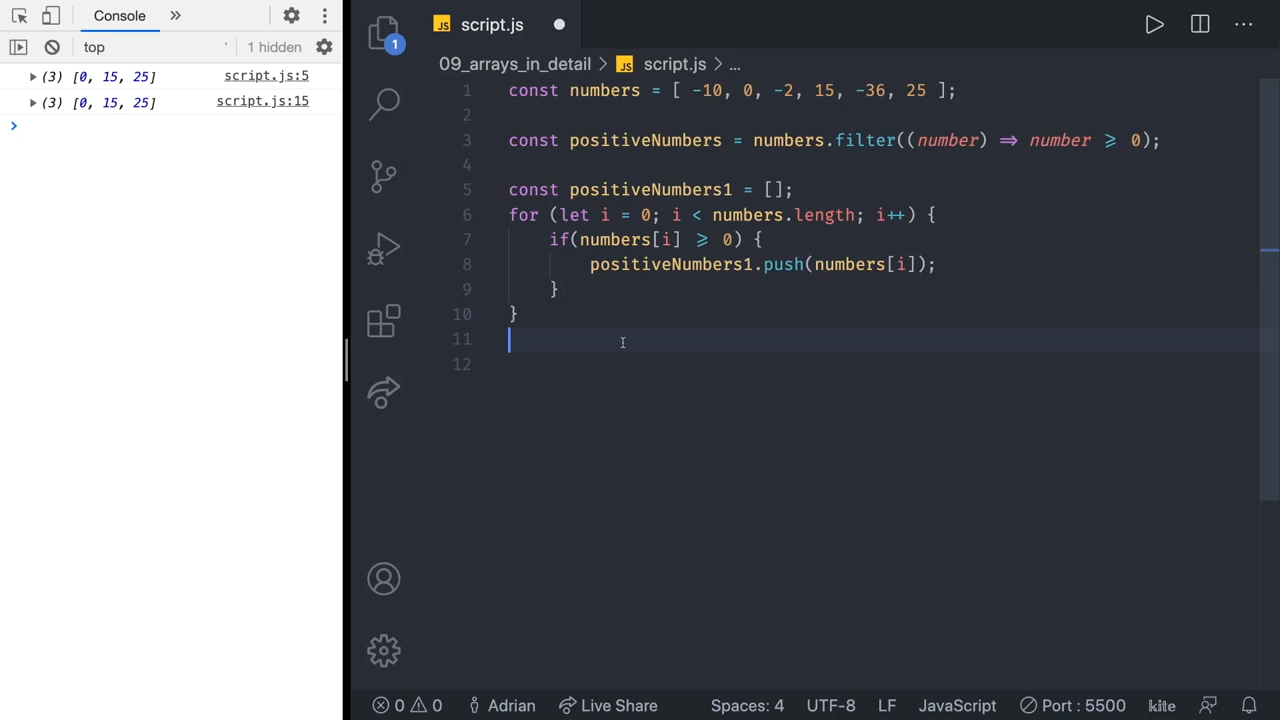 Console »
top 1 hidden
(3) [0, 15, 25] script.js:5
(3) [0, 15, 25] script.js:15
>
1
JS script.js
09_arrays_in_detail > JS script.js > ...
1 const numbers = [ -10, 0, -2, 15, -36, 25 ];
2
3 const positiveNumbers = numbers.filter((number) => number >= 0);
4
5 const positiveNumbers1 = [];
6 for (let i = 0; i < numbers.length; i++) {
7 if(numbers[i] >= 0) {
8 positiveNumbers1.push(numbers[i]);
9 }
10 }
11
12
0 0 Adrian Live Share Spaces: 4 UTF-8 LF JavaScript Port : 5500 kite